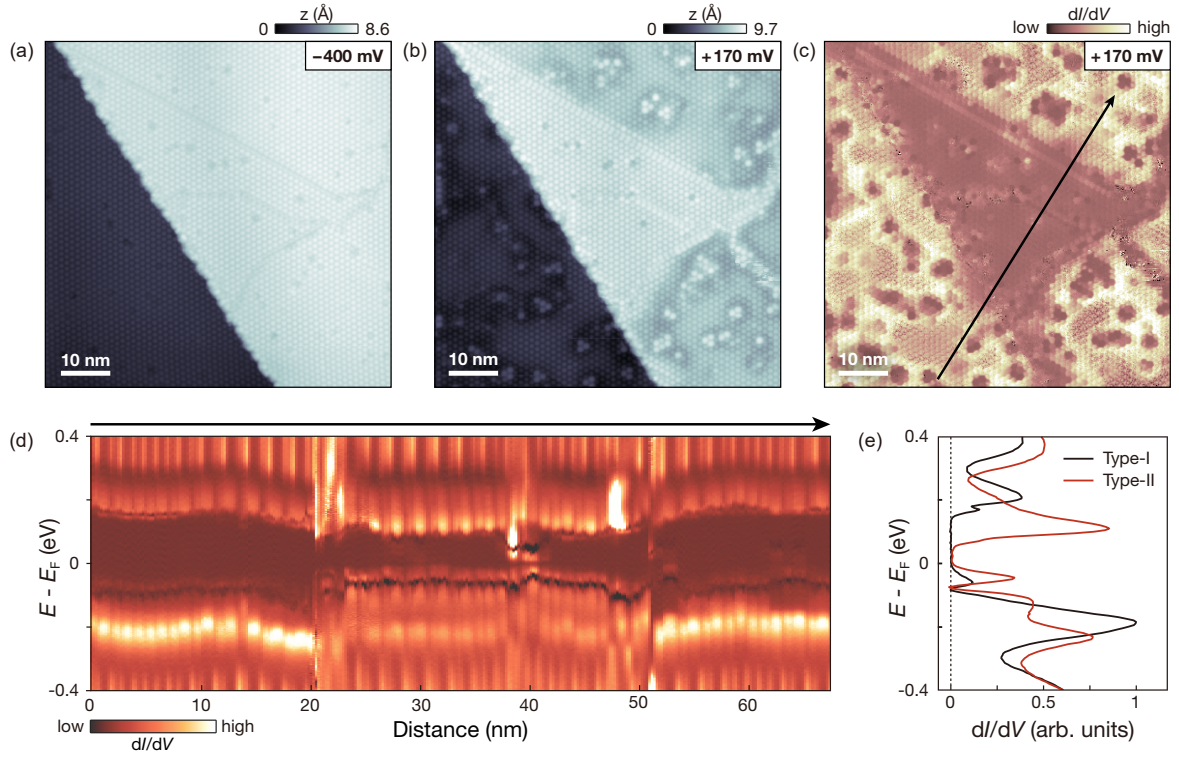 z (Å)
0 8.6
(a)
−400 mV
10 nm
z (Å)
0 9.7
(b)
+170 mV
10 nm
dI/dV
low high
(c)
+170 mV
10 nm
(d)
0.4
0
-0.4
E - E_F (eV)
0 10 20 30 40 50 60
Distance (nm)
low high
dI/dV
(e)
0.4
0
-0.4
E - E_F (eV)
Type-I
Type-II
0 0.5 1
dI/dV (arb. units)